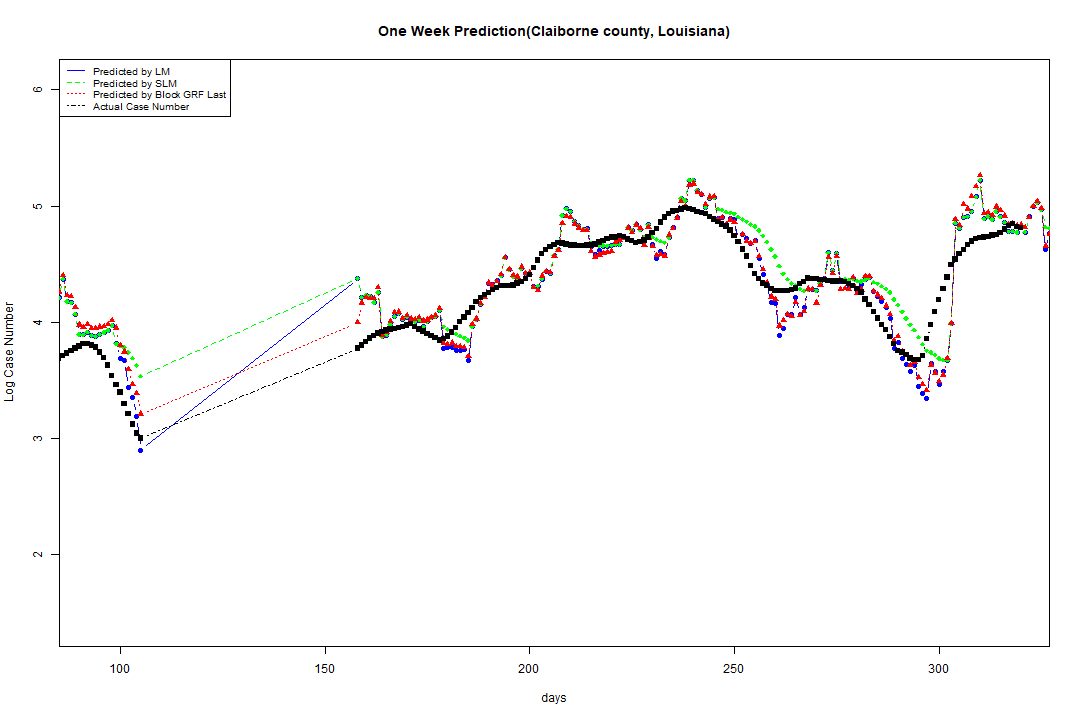 One Week Prediction(Claiborne county, Louisiana)
Predicted by LM
Predicted by SLM
Predicted by Block GRF Last
Actual Case Number
6
5
4
3
2
Log Case Number
100 150 200 250 300
days